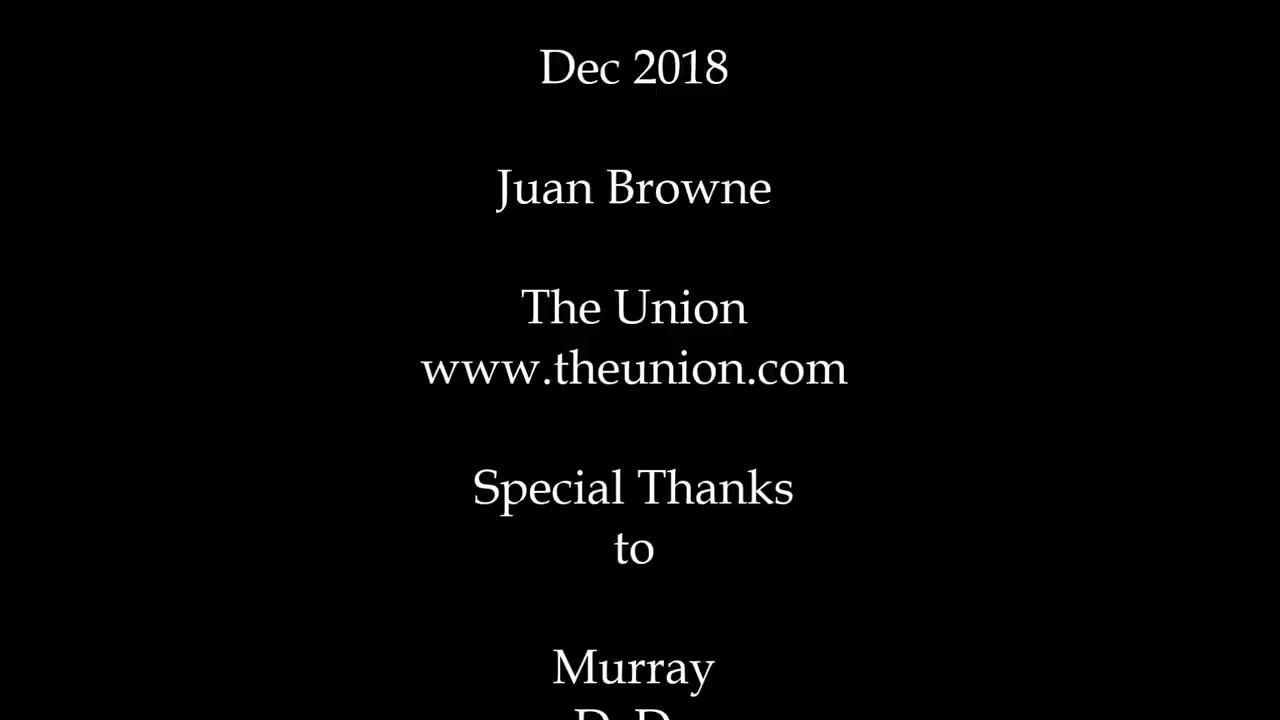 Dec 2018
Juan Browne
The Union
www.theunion.com
Special Thanks
to
Murray